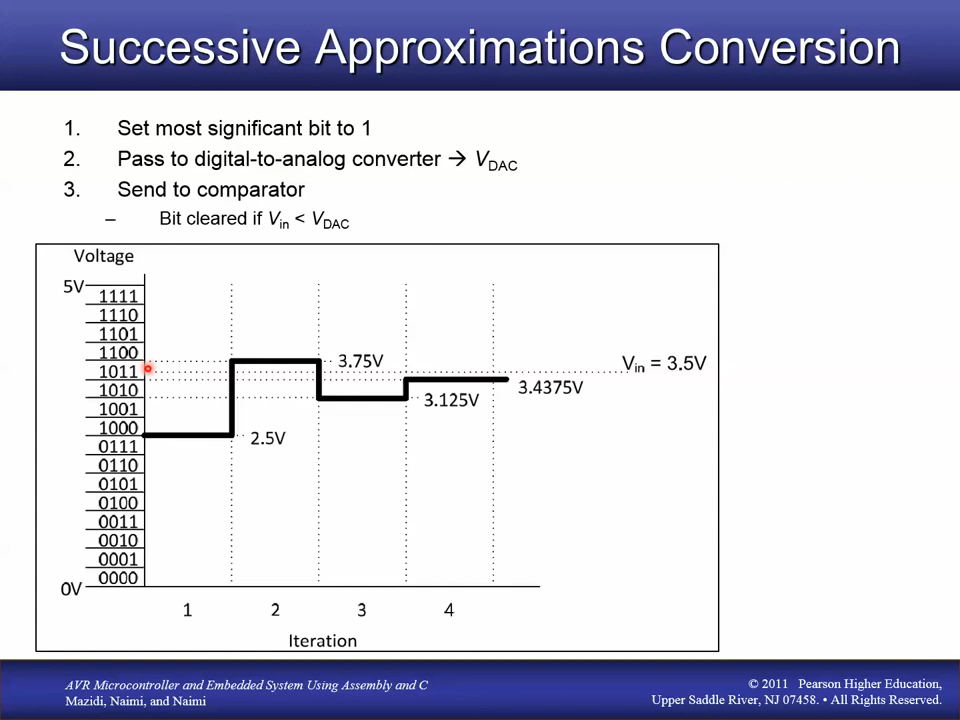 Successive Approximations Conversion
1. Set most significant bit to 1
2. Pass to digital-to-analog converter → VDAC
3. Send to comparator
– Bit cleared if Vin < VDAC
Voltage
5V
1111
1110
1101
1100
1011
1010
1001
1000
0111
0110
0101
0100
0011
0010
0001
0000
0V
3.75V
Vin = 3.5V
3.4375V
3.125V
2.5V
1 2 3 4
Iteration
AVR Microcontroller and Embedded System Using Assembly and C
Mazidi, Naimi, and Naimi
© 2011 Pearson Higher Education,
Upper Saddle River, NJ 07458. • All Rights Reserved.